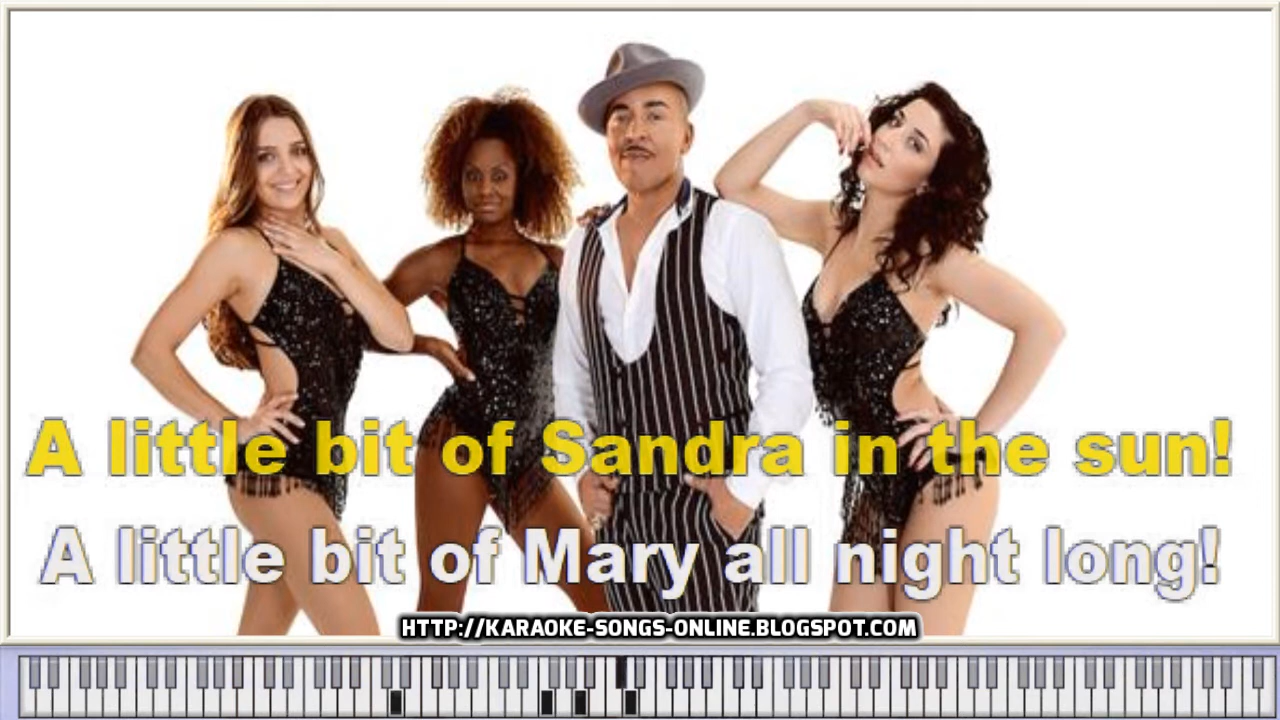 A little bit of Sandra in the sun!
A little bit of Mary all night long!
HTTP://KARAOKE-SONGS-ONLINE.BLOGSPOT.COM